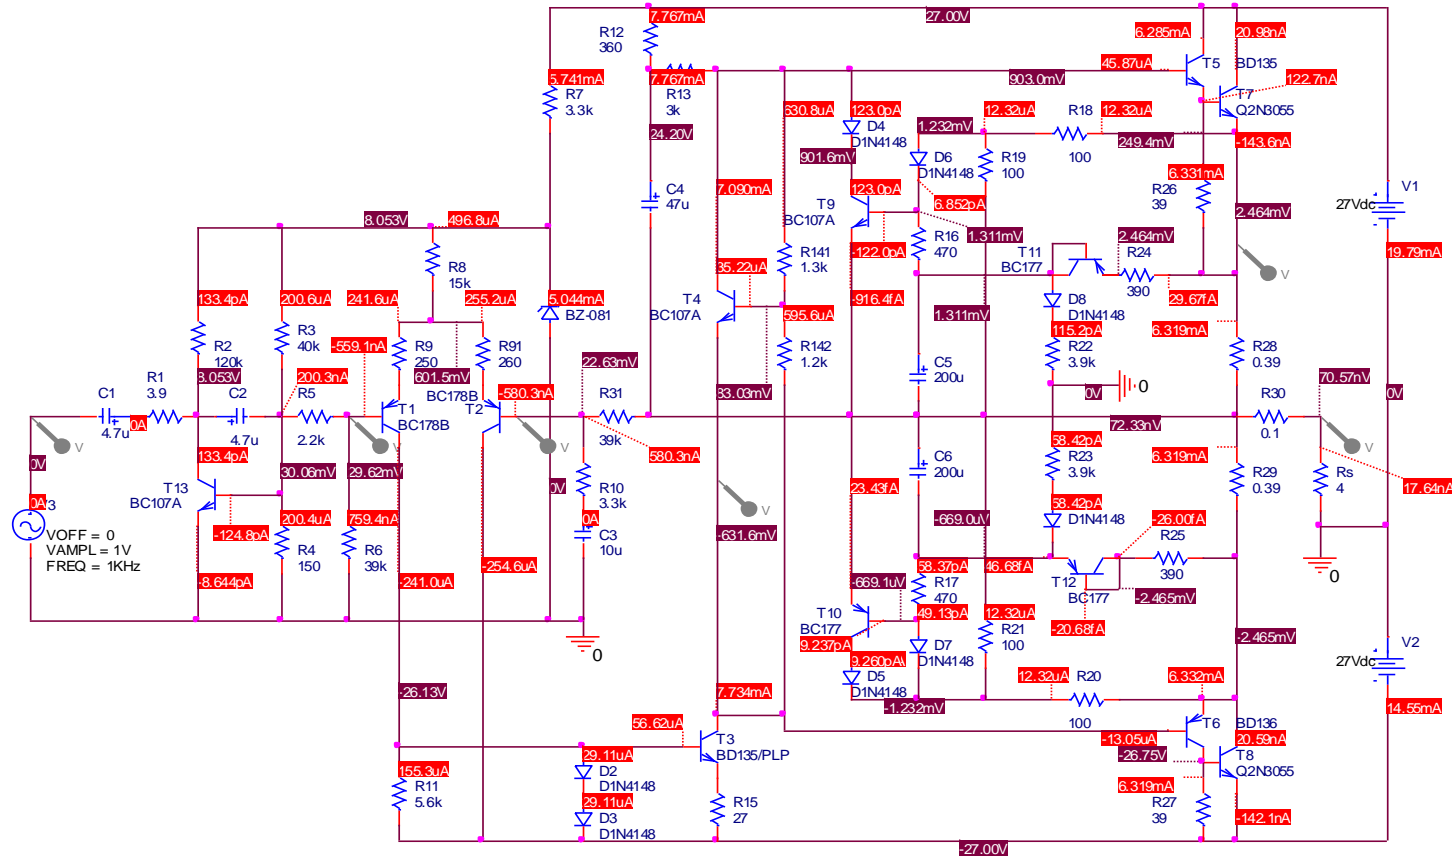 7.767mA
27.00V
R12
360
6.285mA
20.98nA
5.741mA
7.767mA
903.0mV
45.87uA
T5
BD135
122.7nA
R7
3.3k
R13
3k
630.8uA
123.0pA
12.32uA
R18
12.32uA
T7
Q2N3055
24.20V
D4
D1N4148
1.232mV
249.4mV
-143.6nA
901.6mV
D6
D1N4148
R19
100
100
C4
47u
7.090mA
T9
BC107A
123.0pA
6.852pA
6.331mA
R26
39
V1
27Vdc
8.053V
496.8uA
R16
470
1.311mV
T11
BC177
2.464mV
R24
390
2.464mV
V
19.79mA
R8
15k
R141
1.3k
-122.0pA
35.22uA
29.67fA
133.4pA
200.6uA
241.6uA
255.2uA
5.044mA
BZ-081
T4
BC107A
595.6uA
-916.4fA
1.311mV
D8
D1N4148
6.319mA
115.2pA
R2
120k
R3
40k
-559.1nA
R9
250
R91
260
22.63mV
R142
1.2k
C5
200u
R22
3.9k
R28
0.39
8.053V
200.3nA
601.5mV
83.03mV
70.57nV
0V
0
0V
C1
4.7u
R1
3.9
0A
C2
4.7u
R5
2.2k
BC178B
T1
BC178B
T2
-580.3nA
R31
39k
72.33nV
R30
0.1
V
V
V
V
0V
133.4pA
30.06mV
29.62mV
580.3nA
58.42pA
6.319mA
T13
BC107A
C6
200u
R23
3.9k
R29
0.39
Rs
4
17.64nA
0V
R10
3.3k
23.43fA
58.42pA
0A
V3
VOFF = 0
VAMPL = 1V
FREQ = 1KHz
-124.8pA
200.4uA
759.4nA
0A
C3
10u
V
-631.6mV
-669.0uV
D1N4148
-26.00fA
R4
150
R6
39k
R25
390
0
-8.644pA
-241.0uA
-254.6uA
58.37pA
46.68fA
-669.1uV
R17
470
T12
BC177
-2.465mV
T10
BC177
49.13pA
12.32uA
-20.68fA
-2.465mV
0
9.237pA
D7
D1N4148
R21
100
V2
27Vdc
9.260pA
D5
D1N4148
12.32uA
R20
100
6.332mA
-26.13V
7.734mA
-1.232mV
14.55mA
56.62uA
T3
BD135/PLP
-13.05uA
T6
BD136
20.59nA
-26.75V
T8
Q2N3055
155.3uA
29.11uA
D2
D1N4148
R11
5.6k
29.11uA
D3
D1N4148
R15
27
6.319mA
R27
39
-142.1nA
-27.00V